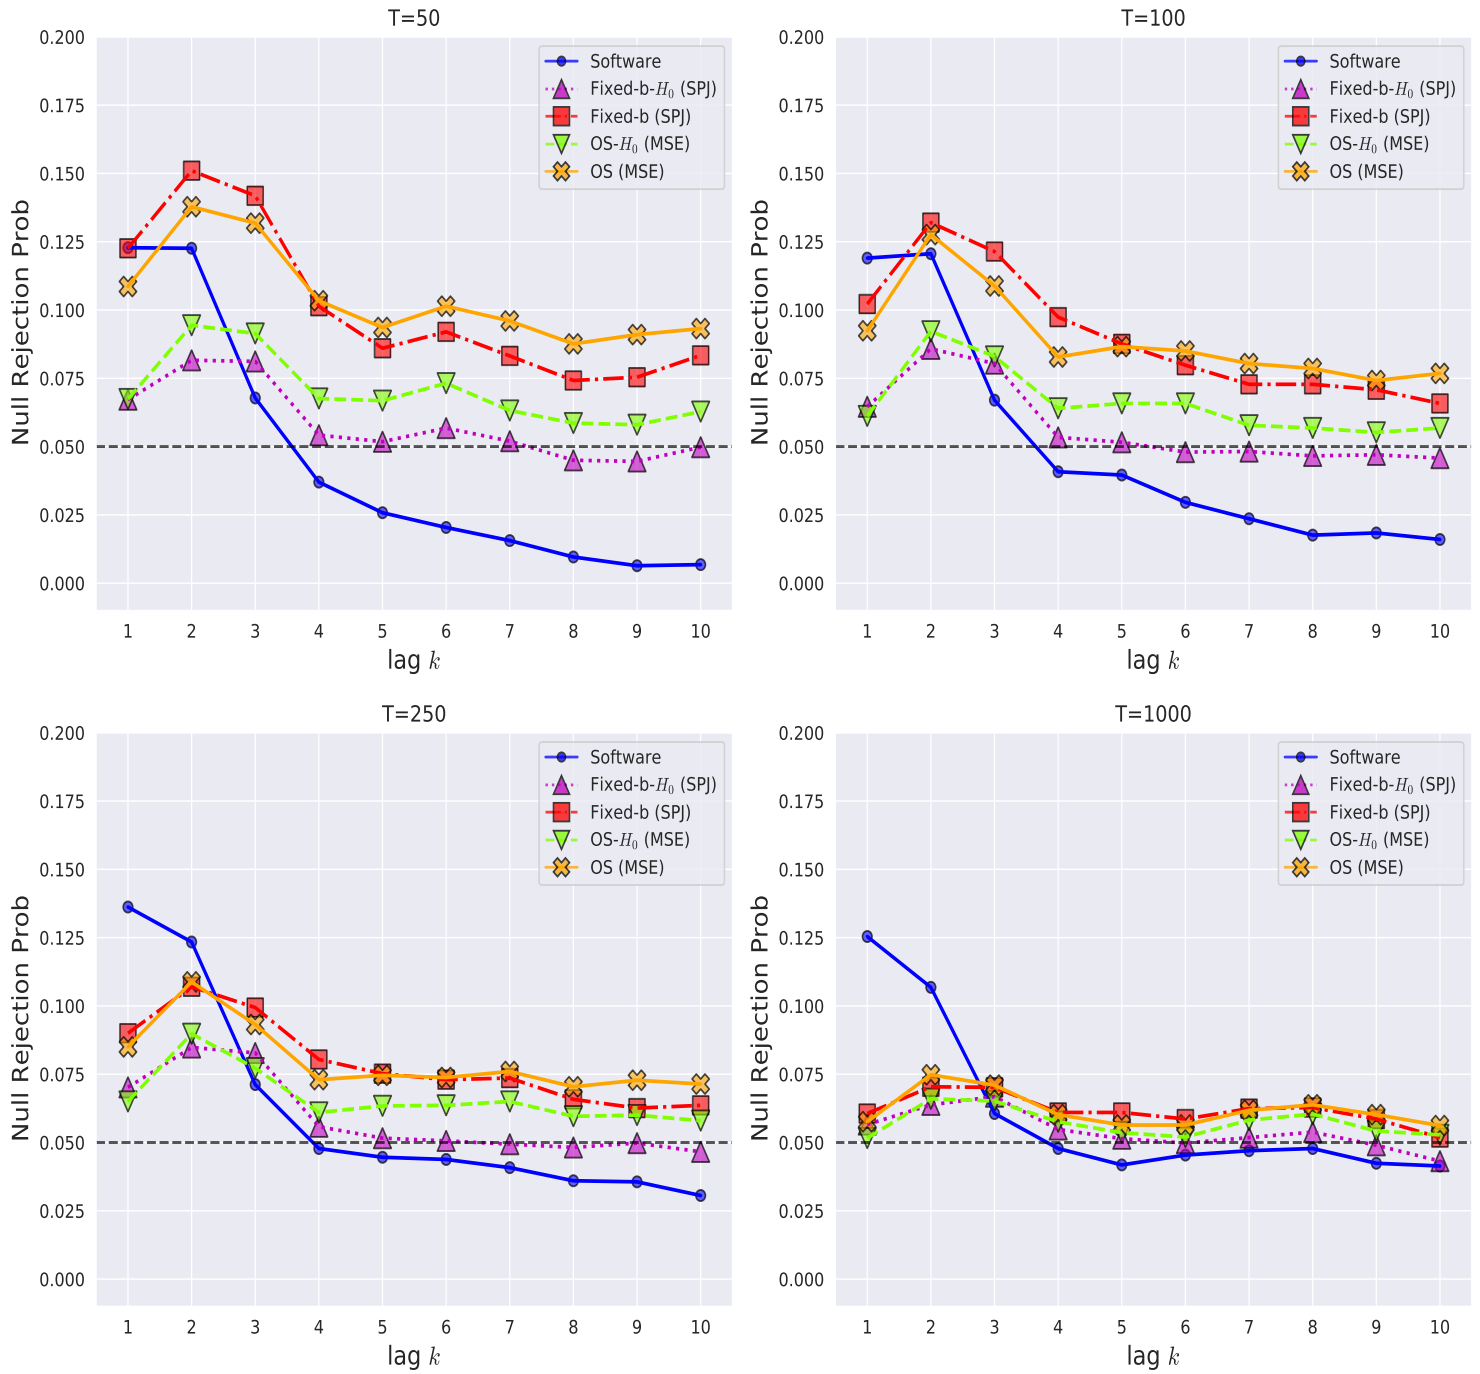 T=50
0.200
0.175
0.150
0.125
0.100
0.075
0.050
0.025
0.000
Null Rejection Prob
Software
Fixed-b-H₀ (SPJ)
Fixed-b (SPJ)
OS-H₀ (MSE)
OS (MSE)
1 2 3 4 5 6 7 8 9 10
lag k
T=100
0.200
0.175
0.150
0.125
0.100
0.075
0.050
0.025
0.000
Null Rejection Prob
Software
Fixed-b-H₀ (SPJ)
Fixed-b (SPJ)
OS-H₀ (MSE)
OS (MSE)
1 2 3 4 5 6 7 8 9 10
lag k
T=250
0.200
0.175
0.150
0.125
0.100
0.075
0.050
0.025
0.000
Null Rejection Prob
Software
Fixed-b-H₀ (SPJ)
Fixed-b (SPJ)
OS-H₀ (MSE)
OS (MSE)
1 2 3 4 5 6 7 8 9 10
lag k
T=1000
0.200
0.175
0.150
0.125
0.100
0.075
0.050
0.025
0.000
Null Rejection Prob
Software
Fixed-b-H₀ (SPJ)
Fixed-b (SPJ)
OS-H₀ (MSE)
OS (MSE)
1 2 3 4 5 6 7 8 9 10
lag k